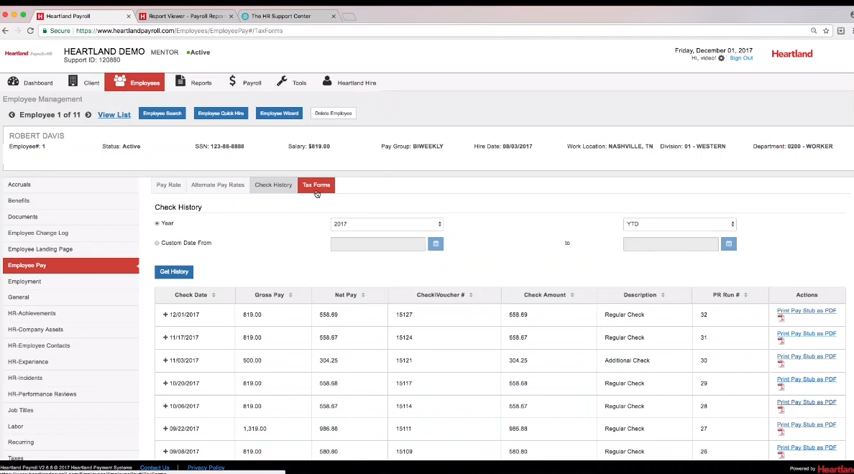 Heartland Payroll
Report Viewer - Payroll Repor
The HR Support Center
Secure https://www.heartlandpayroll.com/Employees/EmployeePay#/TaxForms
Heartland
HEARTLAND DEMO MENTOR Active
Support ID: 120880
Friday, December 01, 2017
Hi, video! Sign Out
Heartland
Dashboard Client Employees Reports Payroll Tools Heartland Hire
Employee Management
Employee 1 of 11 View List Employee Search Employee Quick Hire Employee Wizard Delete Employee
ROBERT DAVIS
Employee#: 1 Status: Active SSN: 123-88-8888 Salary: $819.00 Pay Group: BIWEEKLY Hire Date: 08/03/2017 Work Location: NASHVILLE, TN Division: 01 - WESTERN Department: 0200 - WORKER
Accruals
Benefits
Documents
Employee Change Log
Employee Landing Page
Employee Pay
Employment
General
HR-Achievements
HR-Company Assets
HR-Employee Contacts
HR-Experience
HR-Incidents
HR-Performance Reviews
Job Titles
Labor
Recurring
Taxes
Pay Rate Alternate Pay Rates Check History Tax Forms
Check History
Year 2017 YTD
Custom Date From to
Get History
Check Date Gross Pay Net Pay Check\Voucher # Check Amount Description PR Run # Actions
12/01/2017 819.00 558.69 15127 558.69 Regular Check 32 Print Pay Stub as PDF
11/17/2017 819.00 558.67 15124 558.67 Regular Check 31 Print Pay Stub as PDF
11/03/2017 500.00 304.25 15121 304.25 Additional Check 30 Print Pay Stub as PDF
10/20/2017 819.00 558.68 15117 558.68 Regular Check 29 Print Pay Stub as PDF
10/06/2017 819.00 558.67 15114 558.67 Regular Check 28 Print Pay Stub as PDF
09/22/2017 1,319.00 986.88 15111 986.88 Regular Check 27 Print Pay Stub as PDF
09/08/2017 819.00 580.80 15109 580.80 Regular Check 26 Print Pay Stub as PDF
Heartland Payroll V2.6.8 © 2017 Heartland Payment Systems Contact Us | Privacy Policy
Powered by Heartland